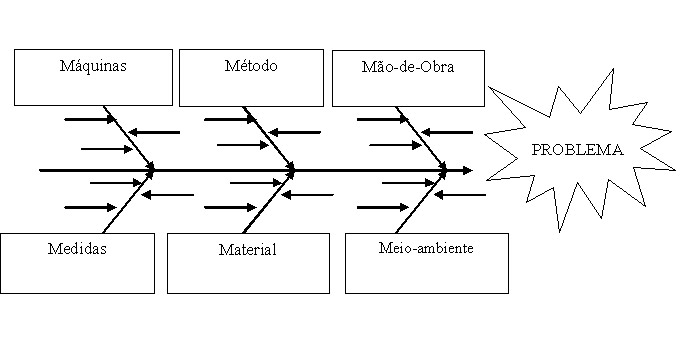 Máquinas
Método
Mão-de-Obra
PROBLEMA
Medidas
Material
Meio-ambiente